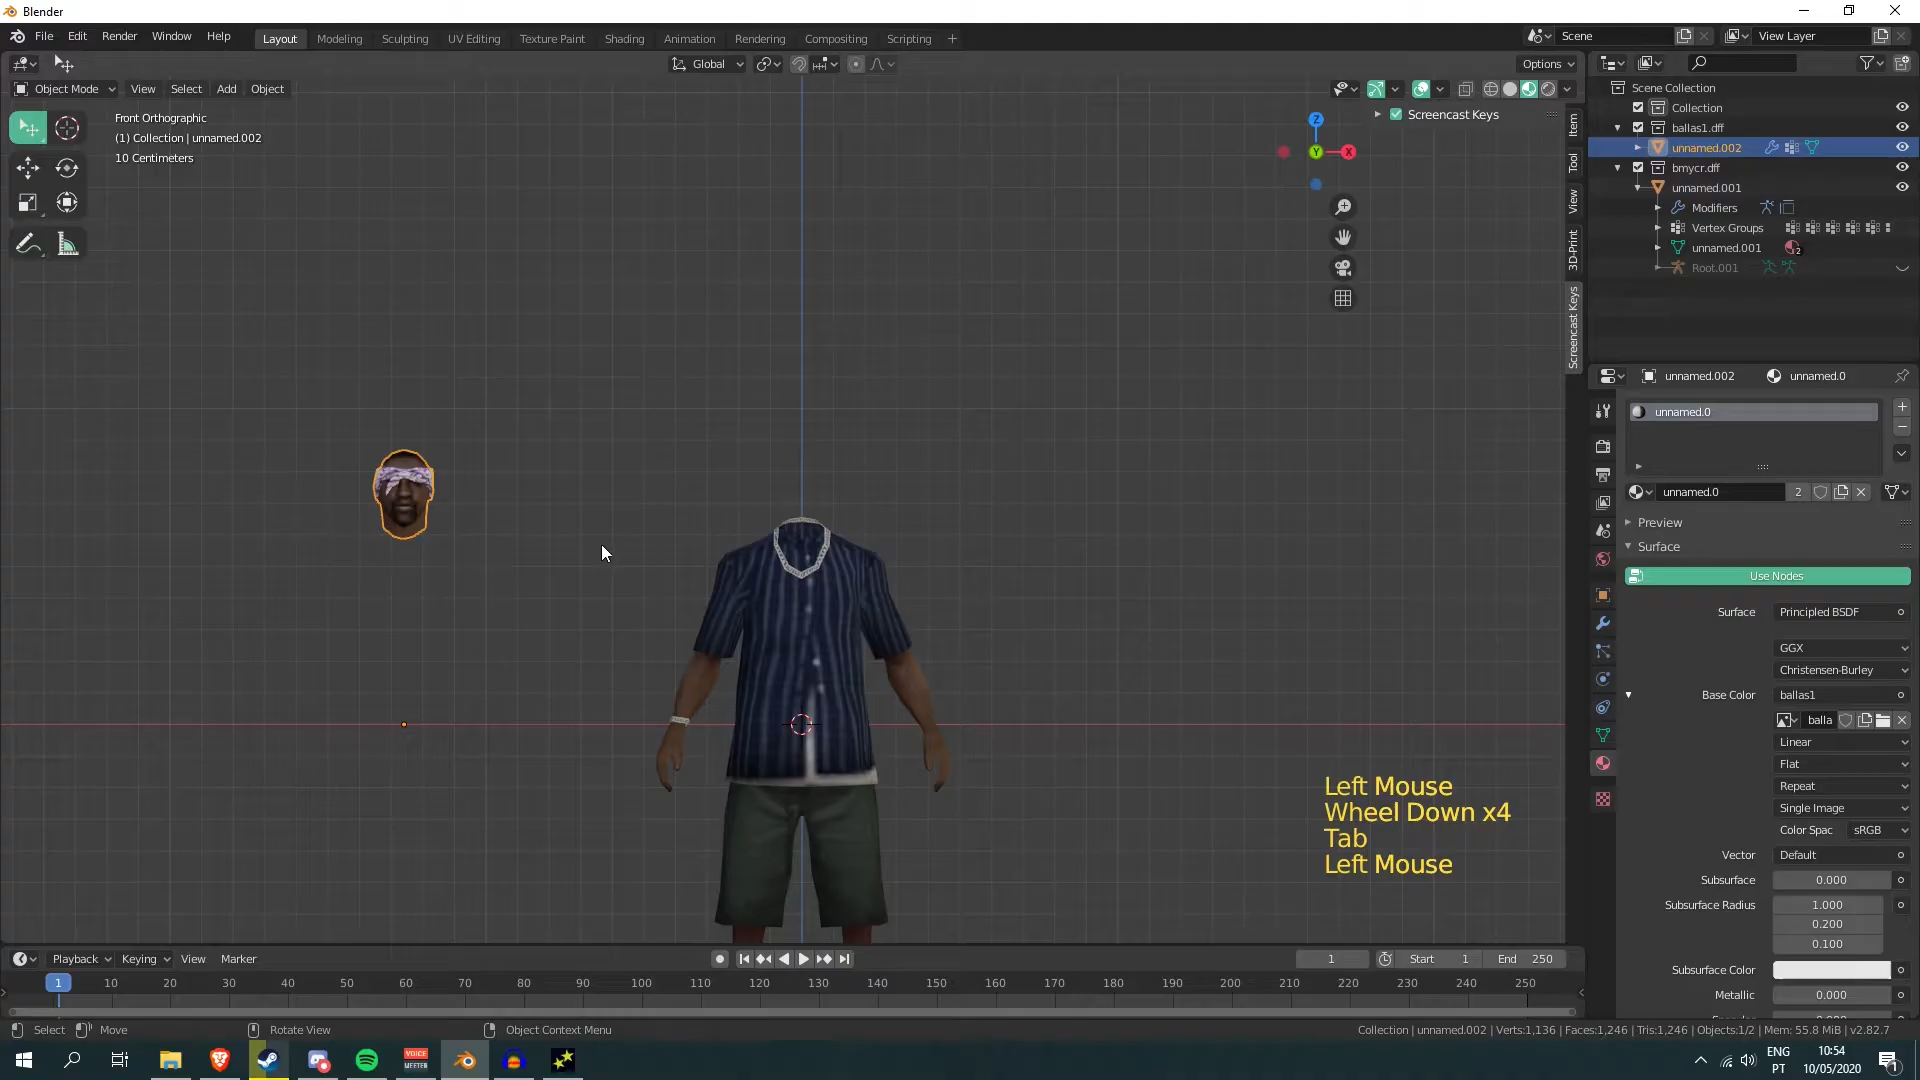 Blender
File Edit Render Window Help
Layout Modeling Sculpting UV Editing Texture Paint Shading Animation Rendering Compositing Scripting +
Scene
View Layer
Global
Options
Object Mode View Select Add Object
Front Orthographic
(1) Collection | unnamed.002
10 Centimeters
Screencast Keys
Z
Y
X
Item
Tool
View
3D-Print
Screencast Keys
Scene Collection
Collection
ballas1.dff
unnamed.002
bmycr.dff
unnamed.001
Modifiers
Vertex Groups
unnamed.001
2
Root.001
unnamed.002 unnamed.0
unnamed.0
unnamed.0 2
Preview
Surface
Use Nodes
Surface Principled BSDF
GGX
Christensen-Burley
Base Color ballas1
balla
Linear
Flat
Repeat
Single Image
Color Spac sRGB
Vector Default
Subsurface 0.000
Subsurface Radius 1.000
0.200
0.100
Subsurface Color
Metallic 0.000
Left Mouse
Wheel Down x4
Tab
Left Mouse
Playback Keying View Marker
1 Start 1 End 250
1 10 20 30 40 50 60 70 80 90 100 110 120 130 140 150 160 170 180 190 200 210 220 230 240 250
Select Move Rotate View Object Context Menu
Collection | unnamed.002 | Verts:1,136 | Faces:1,246 | Tris:1,246 | Objects:1/2 | Mem: 55.8 MiB | v2.82.7
VOICE
MEETER
ENG
PT
10:54
10/05/2020
1